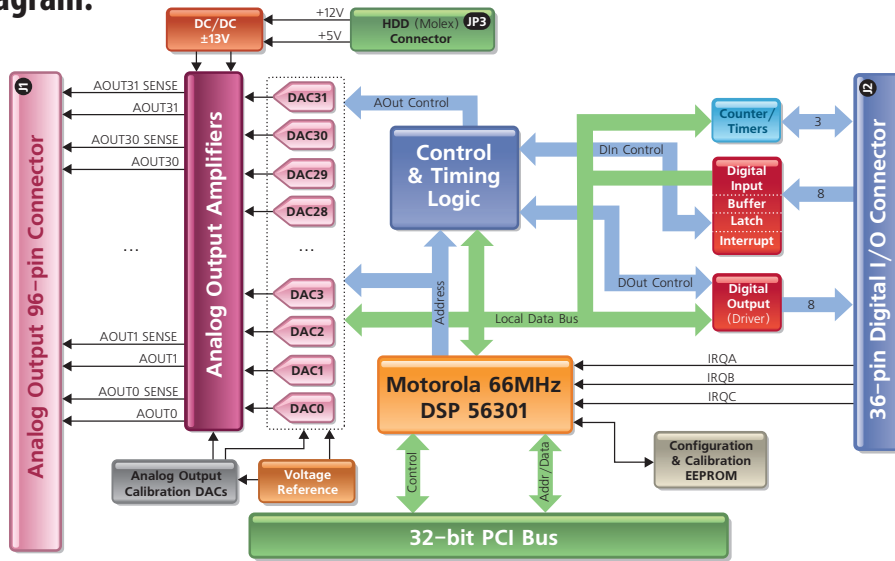 agram:
DC/DC
±13V
+12V
+5V
HDD (Molex) JP3
Connector
J1
Analog Output 96-pin Connector
AOUT31 SENSE
AOUT31
AOUT30 SENSE
AOUT30
...
AOUT1 SENSE
AOUT1
AOUT0 SENSE
AOUT0
Analog Output Amplifiers
DAC31
DAC30
DAC29
DAC28
...
DAC3
DAC2
DAC1
DAC0
AOut Control
Control
& Timing
Logic
DIn Control
DOut Control
Address
Local Data Bus
Counter/
Timers
3
Digital
Input
Buffer
Latch
Interrupt
8
Digital
Output
(Driver)
8
J2
36-pin Digital I/O Connector
Motorola 66MHz
DSP 56301
IRQA
IRQB
IRQC
Analog Output
Calibration DACs
Voltage
Reference
Control
Addr/Data
Configuration
& Calibration
EEPROM
32-bit PCI Bus